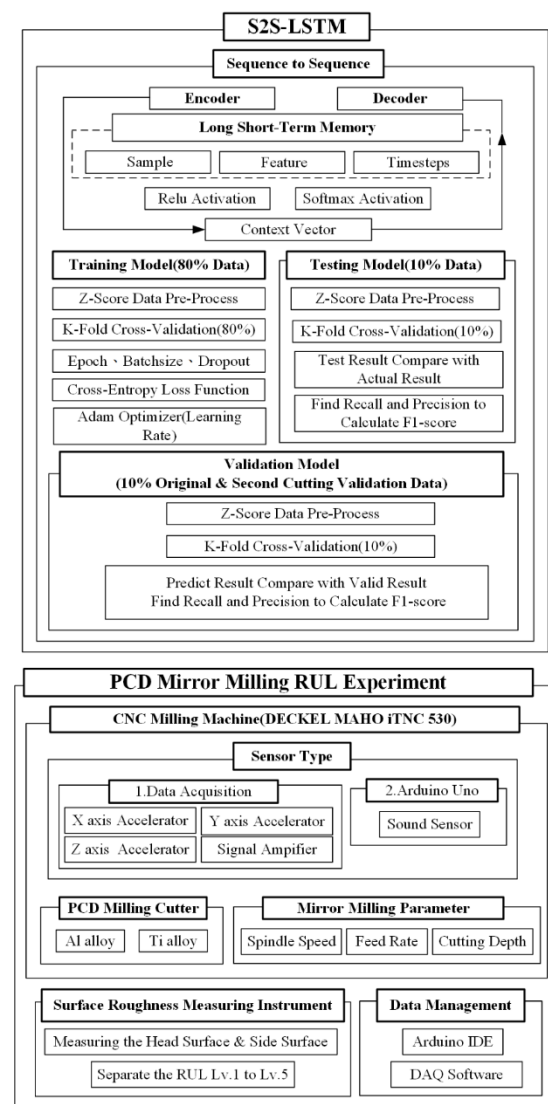 S2S-LSTM
Sequence to Sequence
Encoder
Decoder
Long Short-Term Memory
Sample
Feature
Timesteps
Relu Activation
Softmax Activation
Context Vector
Training Model(80% Data)
Z-Score Data Pre-Process
K-Fold Cross-Validation(80%)
Epoch、Batchsize、Dropout
Cross-Entropy Loss Function
Adam Optimizer(Learning
Rate)
Testing Model(10% Data)
Z-Score Data Pre-Process
K-Fold Cross-Validation(10%)
Test Result Compare with
Actual Result
Find Recall and Precision to
Calculate F1-score
Validation Model
(10% Original & Second Cutting Validation Data)
Z-Score Data Pre-Process
K-Fold Cross-Validation(10%)
Predict Result Compare with Valid Result
Find Recall and Precision to Calculate F1-score
PCD Mirror Milling RUL Experiment
CNC Milling Machine(DECKEL MAHO iTNC 530)
Sensor Type
1.Data Acquisition
X axis Accelerator
Y axis Accelerator
Z axis Accelerator
Signal Ampifier
2.Arduino Uno
Sound Sensor
PCD Milling Cutter
Al alloy
Ti alloy
Mirror Milling Parameter
Spindle Speed
Feed Rate
Cutting Depth
Surface Roughness Measuring Instrument
Measuring the Head Surface & Side Surface
Separate the RUL Lv.1 to Lv.5
Data Management
Arduino IDE
DAQ Software